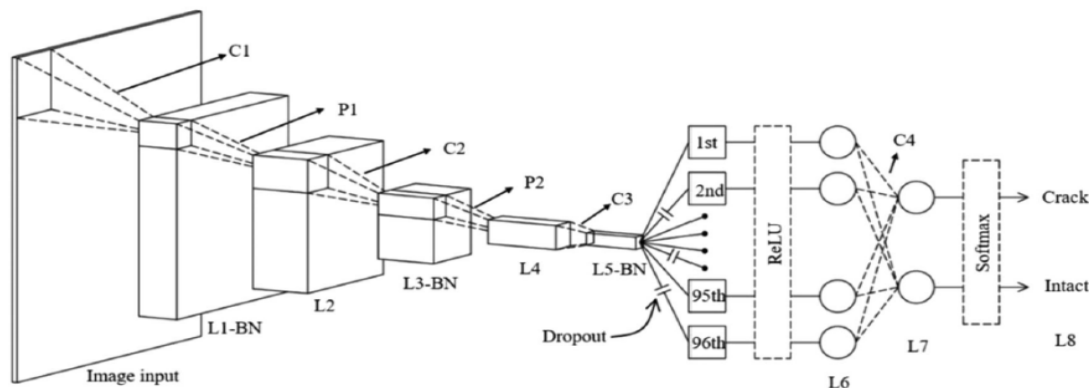 C1
P1
C2
P2
C3
1st
2nd
95th
96th
ReLU
C4
Softmax
Crack
Intact
Dropout
Image input
L1-BN
L2
L3-BN
L4
L5-BN
L6
L7
L8